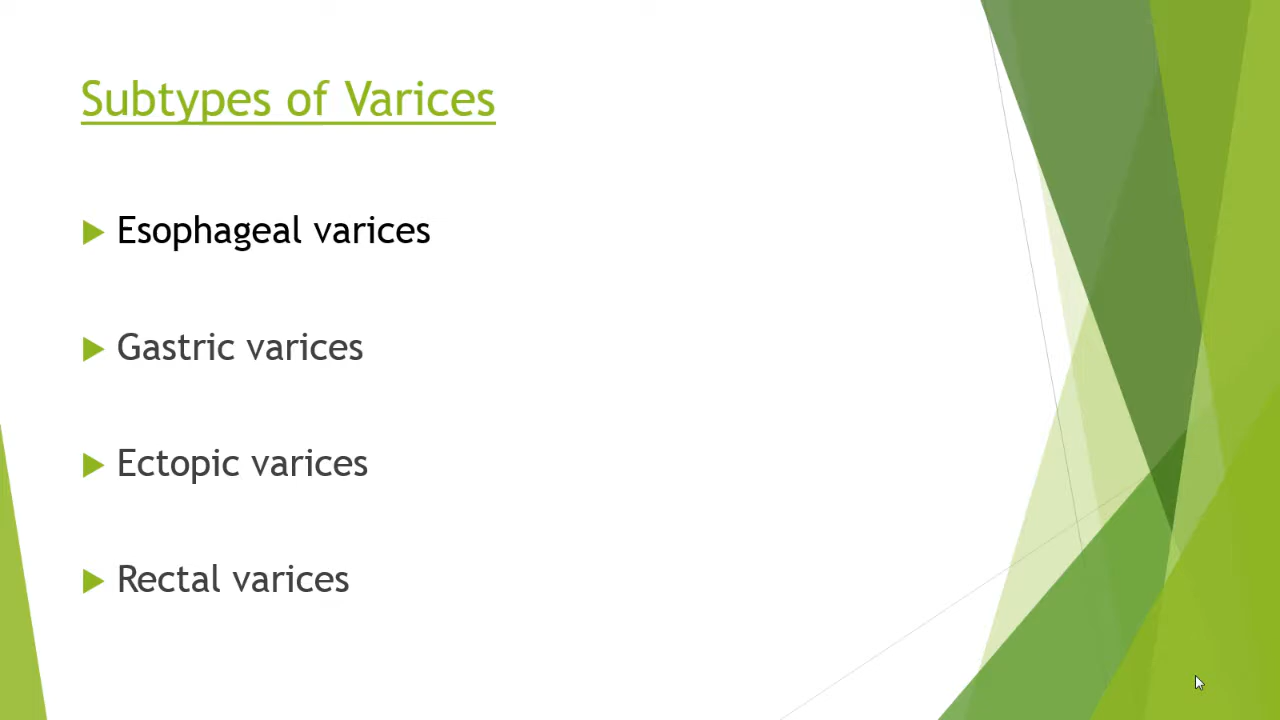 Subtypes of Varices
Esophageal varices
Gastric varices
Ectopic varices
Rectal varices